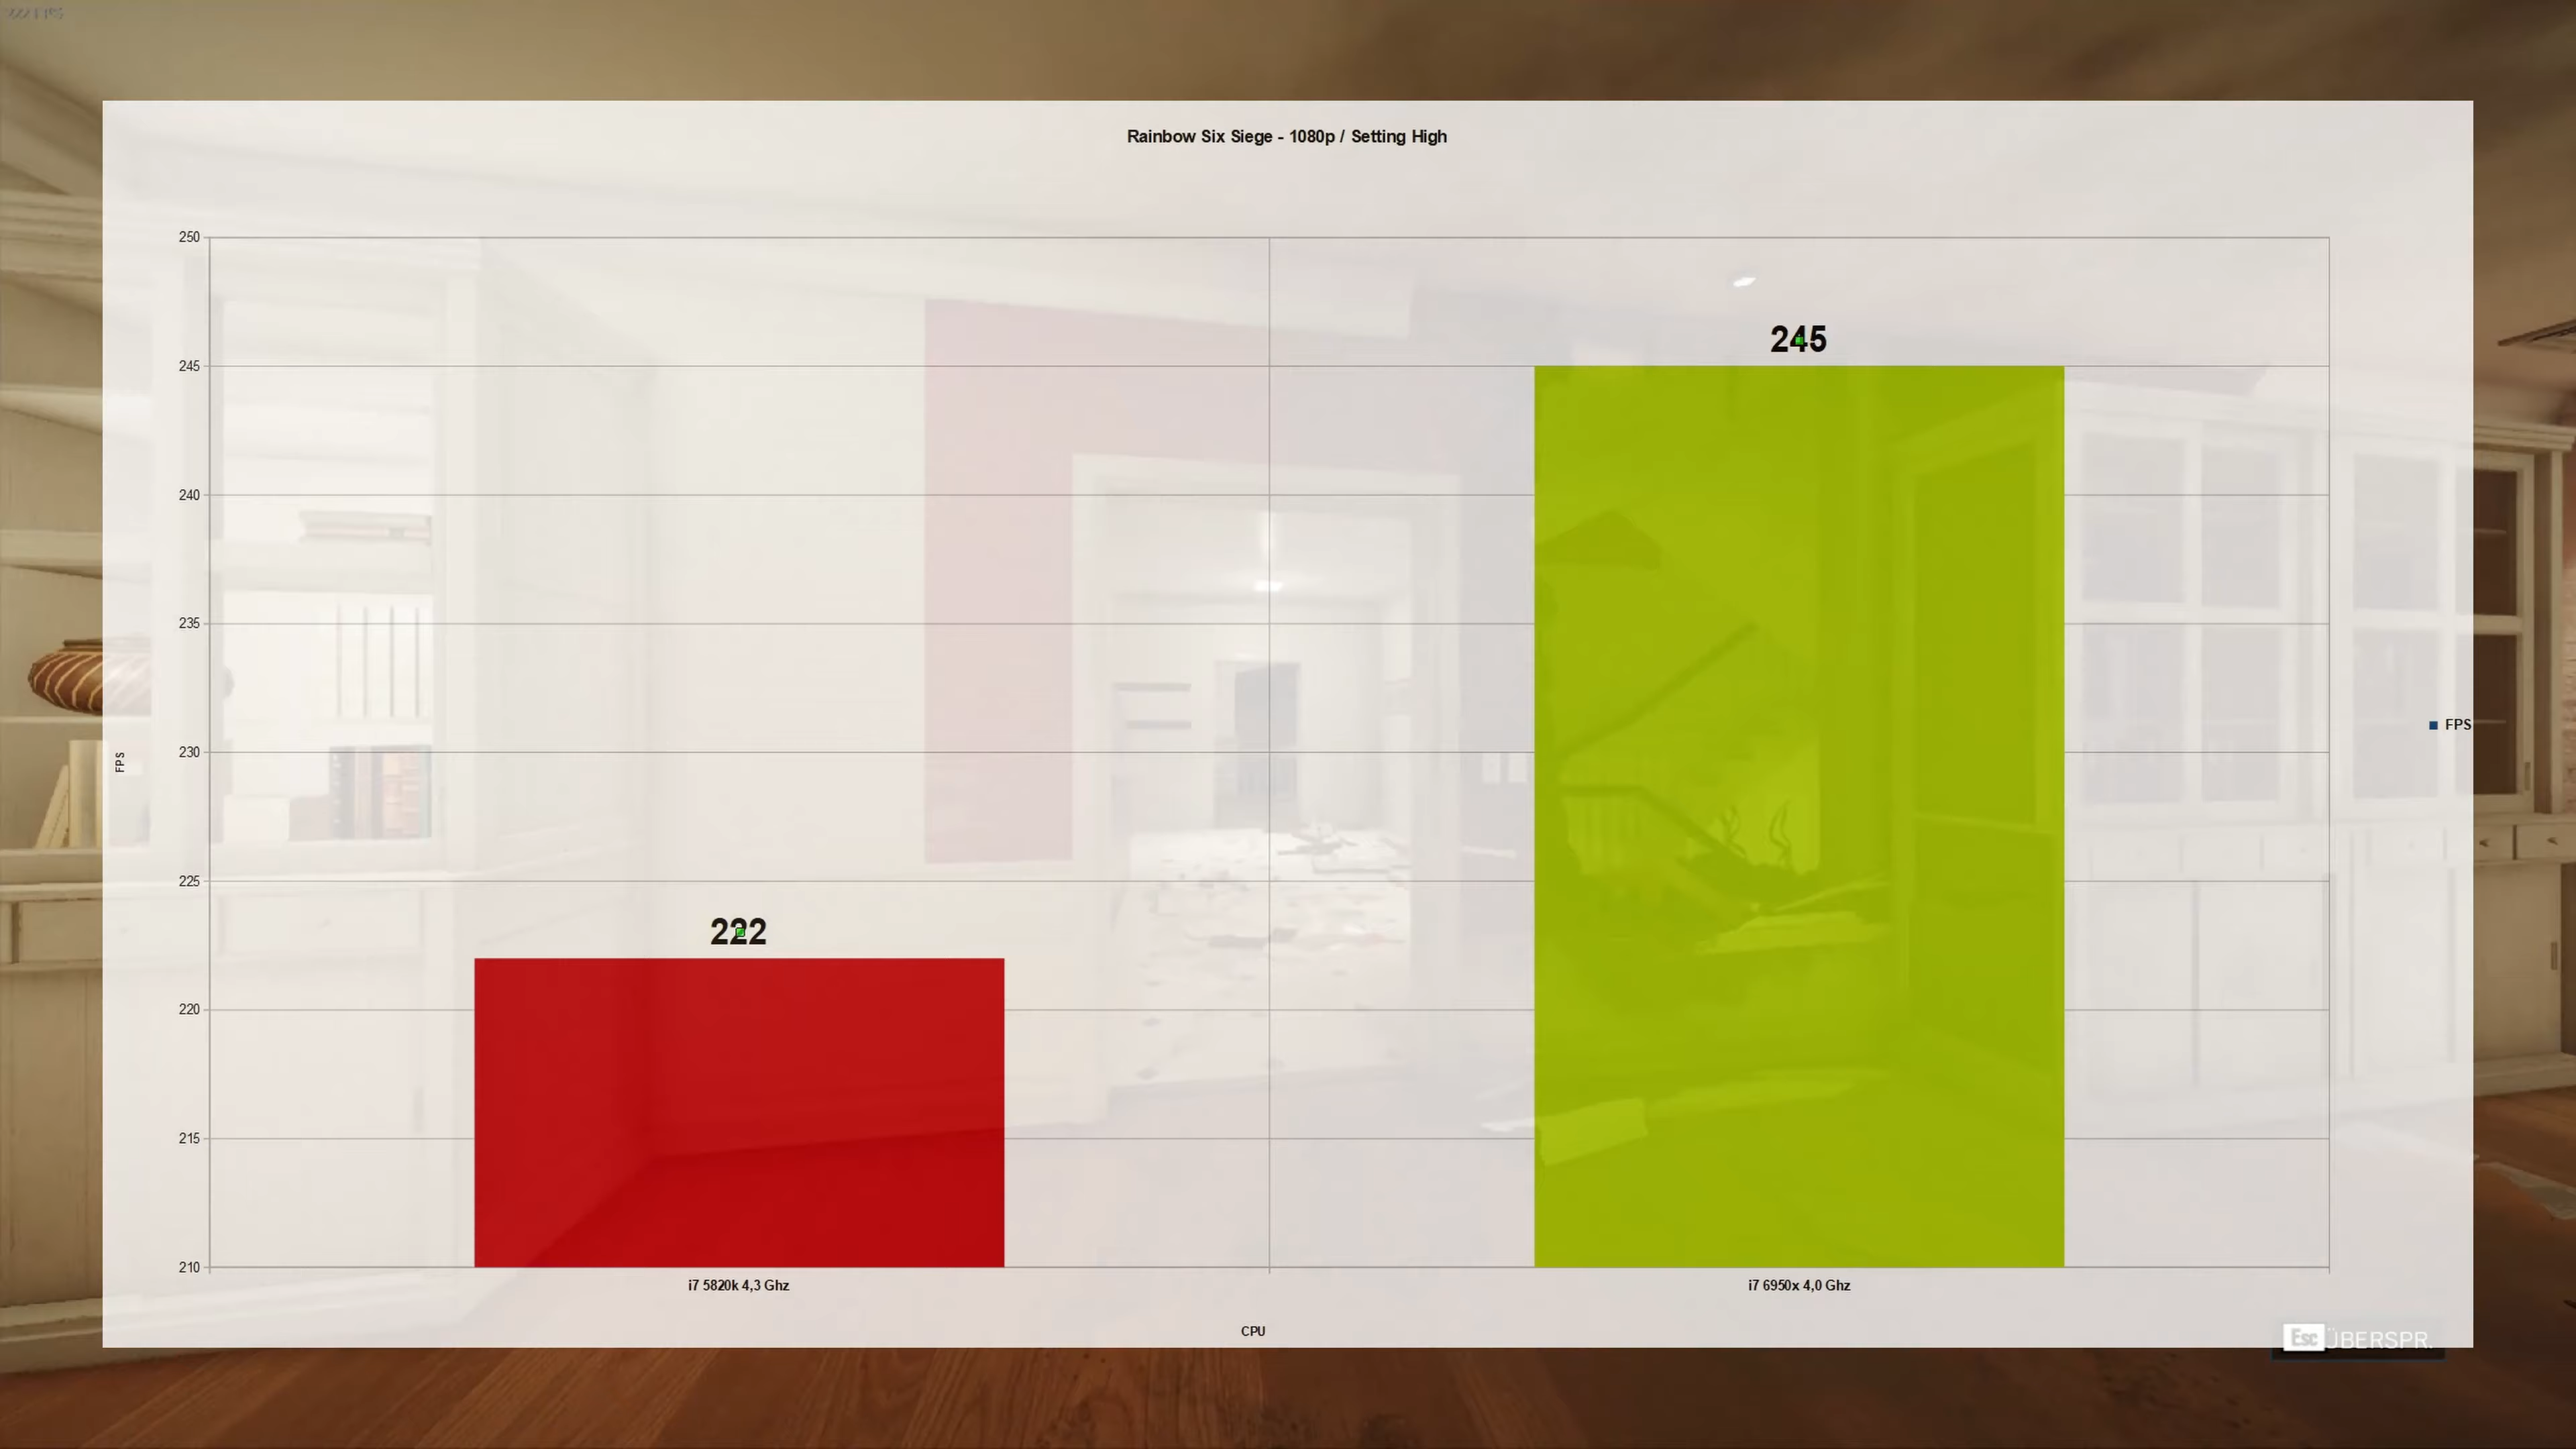 Rainbow Six Siege - 1080p / Setting High
250
245
245
240
235
230
FPS
FPS
225
222
220
215
210
i7 5820k 4,3 Ghz
i7 6950x 4,0 Ghz
CPU
Esc ÜBERSPR.